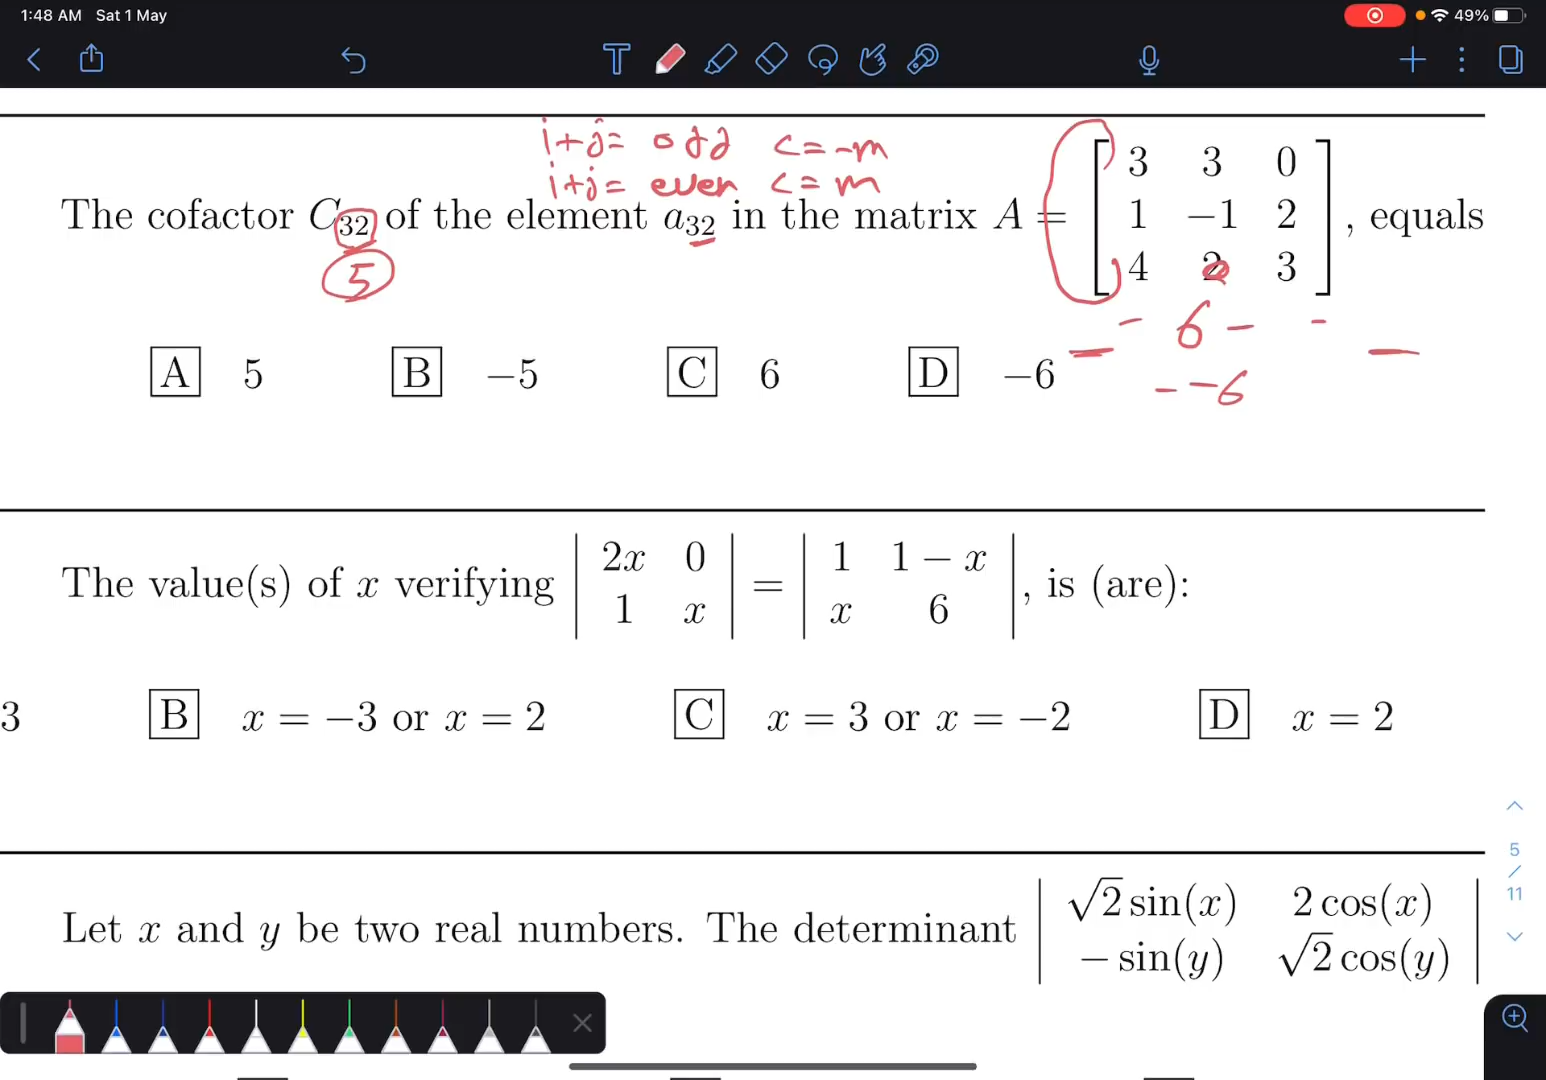 1:48 AM Sat 1 May
49%
T
i+j= odd c=-m
i+j= even c=m
The cofactor C₃₂ of the element a₃₂ in the matrix A = [3 3 0; 1 −1 2; 4 2 3], equals
5
- 6 - -
- -6
A 5 B −5 C 6 D −6
The value(s) of x verifying |2x 0; 1 x| = |1 1 − x; x 6|, is (are):
3 B x = −3 or x = 2 C x = 3 or x = −2 D x = 2
5
/
11
Let x and y be two real numbers. The determinant |√2 sin(x) 2 cos(x); − sin(y) √2 cos(y)|